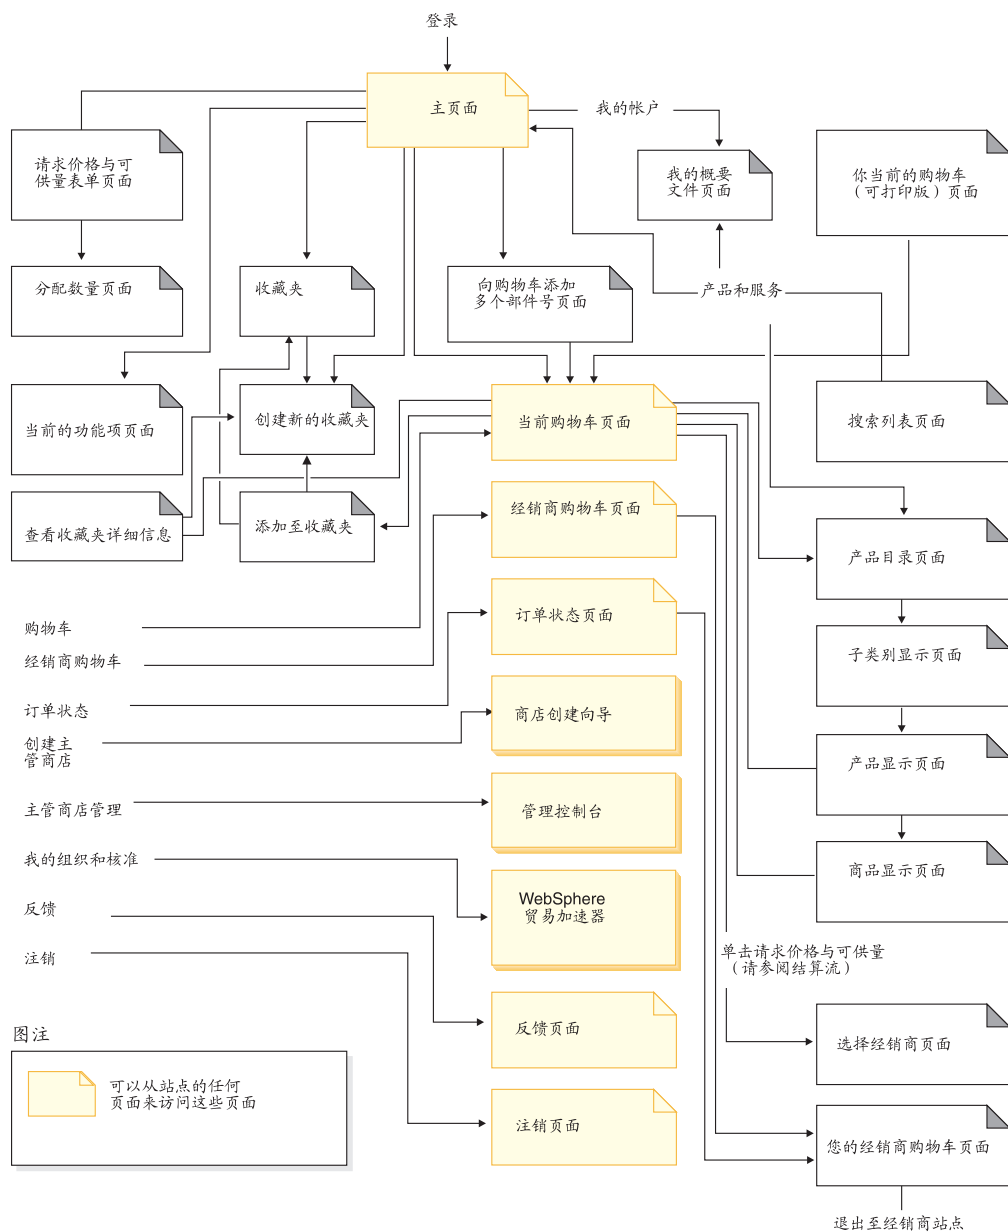 登录
主页面
我的帐户
请求价格与可
供量表单页面
我的概要
文件页面
你当前的购物车
（可打印版）页面
分配数量页面
收藏夹
向购物车添加
多个部件号页面
产品和服务
当前的功能项页面
创建新的收藏夹
当前购物车页面
搜索列表页面
查看收藏夹详细信息
添加至收藏夹
经销商购物车页面
产品目录页面
购物车
订单状态页面
经销商购物车
子类别显示页面
订单状态
商店创建向导
创建主
管商店
产品显示页面
主管商店管理
管理控制台
我的组织和核准
商品显示页面
WebSphere
贸易加速器
反馈
注销
单击请求价格与可供量
（请参阅结算流）
图注
反馈页面
选择经销商页面
可以从站点的任何
页面来访问这些页面
注销页面
您的经销商购物车页面
退出至经销商站点